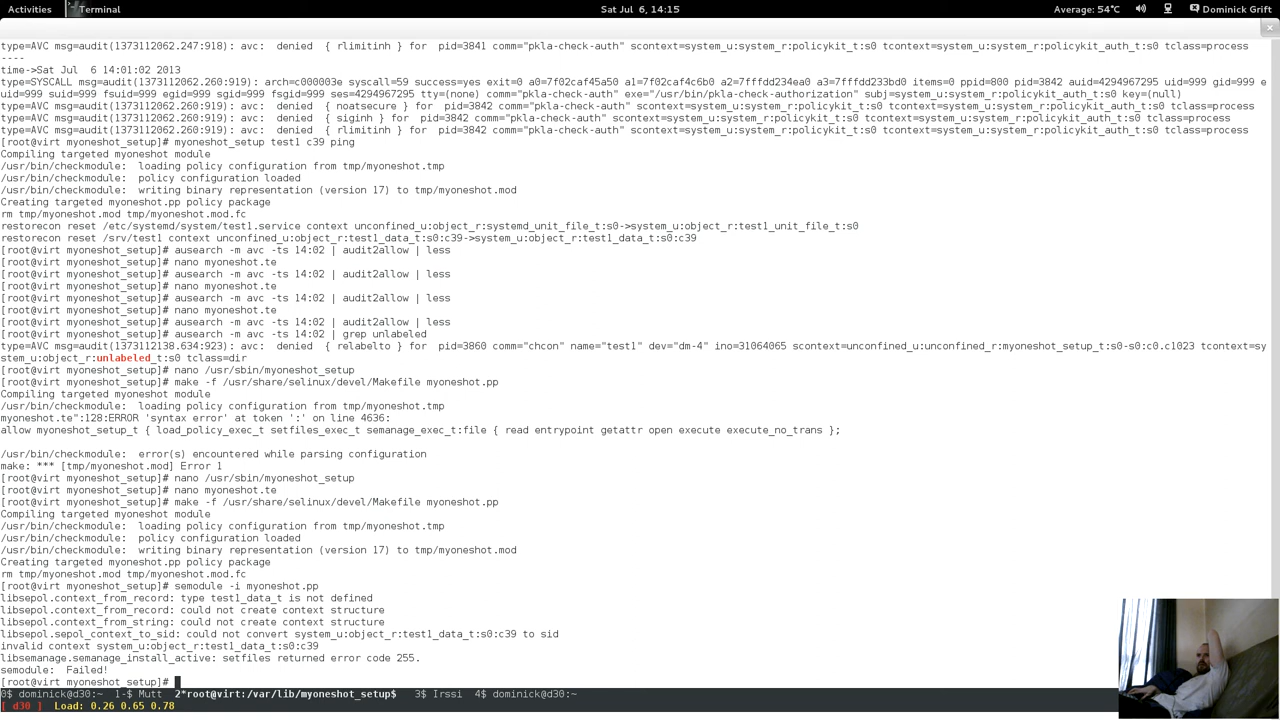 Activities Terminal Sat Jul 6, 14:15 Average: 54°C Dominick Grift
type=AVC msg=audit(1373112062.247:918): avc:  denied  { rlimitinh } for  pid=3841 comm="pkla-check-auth" scontext=system_u:system_r:policykit_t:s0 tcontext=system_u:system_r:policykit_auth_t:s0 tclass=process
----
time->Sat Jul  6 14:01:02 2013
type=SYSCALL msg=audit(1373112062.260:919): arch=c000003e syscall=59 success=yes exit=0 a0=7f02caf45a50 a1=7f02caf4c6b0 a2=7fffdd234ea0 a3=7fffdd233bd0 items=0 ppid=800 pid=3842 auid=4294967295 uid=999 gid=999 e
uid=999 suid=999 fsuid=999 egid=999 sgid=999 fsgid=999 ses=4294967295 tty=(none) comm="pkla-check-auth" exe="/usr/bin/pkla-check-authorization" subj=system_u:system_r:policykit_auth_t:s0 key=(null)
type=AVC msg=audit(1373112062.260:919): avc:  denied  { noatsecure } for  pid=3842 comm="pkla-check-auth" scontext=system_u:system_r:policykit_t:s0 tcontext=system_u:system_r:policykit_auth_t:s0 tclass=process
type=AVC msg=audit(1373112062.260:919): avc:  denied  { siginh } for  pid=3842 comm="pkla-check-auth" scontext=system_u:system_r:policykit_t:s0 tcontext=system_u:system_r:policykit_auth_t:s0 tclass=process
type=AVC msg=audit(1373112062.260:919): avc:  denied  { rlimitinh } for  pid=3842 comm="pkla-check-auth" scontext=system_u:system_r:policykit_t:s0 tcontext=system_u:system_r:policykit_auth_t:s0 tclass=process
[root@virt myoneshot_setup]# myoneshot_setup test1 c39 ping
Compiling targeted myoneshot module
/usr/bin/checkmodule:  loading policy configuration from tmp/myoneshot.tmp
/usr/bin/checkmodule:  policy configuration loaded
/usr/bin/checkmodule:  writing binary representation (version 17) to tmp/myoneshot.mod
Creating targeted myoneshot.pp policy package
rm tmp/myoneshot.mod tmp/myoneshot.mod.fc
restorecon reset /etc/systemd/system/test1.service context unconfined_u:object_r:systemd_unit_file_t:s0->system_u:object_r:test1_unit_file_t:s0
restorecon reset /srv/test1 context unconfined_u:object_r:test1_data_t:s0:c39->system_u:object_r:test1_data_t:s0:c39
[root@virt myoneshot_setup]# ausearch -m avc -ts 14:02 | audit2allow | less
[root@virt myoneshot_setup]# nano myoneshot.te
[root@virt myoneshot_setup]# ausearch -m avc -ts 14:02 | audit2allow | less
[root@virt myoneshot_setup]# nano myoneshot.te
[root@virt myoneshot_setup]# ausearch -m avc -ts 14:02 | audit2allow | less
[root@virt myoneshot_setup]# nano myoneshot.te
[root@virt myoneshot_setup]# ausearch -m avc -ts 14:02 | audit2allow | less
[root@virt myoneshot_setup]# ausearch -m avc -ts 14:02 | grep unlabeled
type=AVC msg=audit(1373112138.634:923): avc:  denied  { relabelto } for  pid=3860 comm="chcon" name="test1" dev="dm-4" ino=31064065 scontext=unconfined_u:unconfined_r:myoneshot_setup_t:s0-s0:c0.c1023 tcontext=sy
stem_u:object_r:unlabeled_t:s0 tclass=dir
[root@virt myoneshot_setup]# nano /usr/sbin/myoneshot_setup
[root@virt myoneshot_setup]# make -f /usr/share/selinux/devel/Makefile myoneshot.pp
Compiling targeted myoneshot module
/usr/bin/checkmodule:  loading policy configuration from tmp/myoneshot.tmp
myoneshot.te":128:ERROR 'syntax error' at token ':' on line 4636:
allow myoneshot_setup_t { load_policy_exec_t setfiles_exec_t semanage_exec_t:file { read entrypoint getattr open execute execute_no_trans };
/usr/bin/checkmodule:  error(s) encountered while parsing configuration
make: *** [tmp/myoneshot.mod] Error 1
[root@virt myoneshot_setup]# nano /usr/sbin/myoneshot_setup
[root@virt myoneshot_setup]# nano myoneshot.te
[root@virt myoneshot_setup]# make -f /usr/share/selinux/devel/Makefile myoneshot.pp
Compiling targeted myoneshot module
/usr/bin/checkmodule:  loading policy configuration from tmp/myoneshot.tmp
/usr/bin/checkmodule:  policy configuration loaded
/usr/bin/checkmodule:  writing binary representation (version 17) to tmp/myoneshot.mod
Creating targeted myoneshot.pp policy package
rm tmp/myoneshot.mod tmp/myoneshot.mod.fc
[root@virt myoneshot_setup]# semodule -i myoneshot.pp
libsepol.context_from_record: type test1_data_t is not defined
libsepol.context_from_record: could not create context structure
libsepol.context_from_string: could not create context structure
libsepol.sepol_context_to_sid: could not convert system_u:object_r:test1_data_t:s0:c39 to sid
invalid context system_u:object_r:test1_data_t:s0:c39
libsemanage.semanage_install_active: setfiles returned error code 255.
semodule:  Failed!
[root@virt myoneshot_setup]#
0$ dominick@d30:~  1-$ Mutt  2*root@virt:/var/lib/myoneshot_setup$  3$ Irssi  4$ dominick@d30:~
[ d30 ] Load: 0.26 0.65 0.78